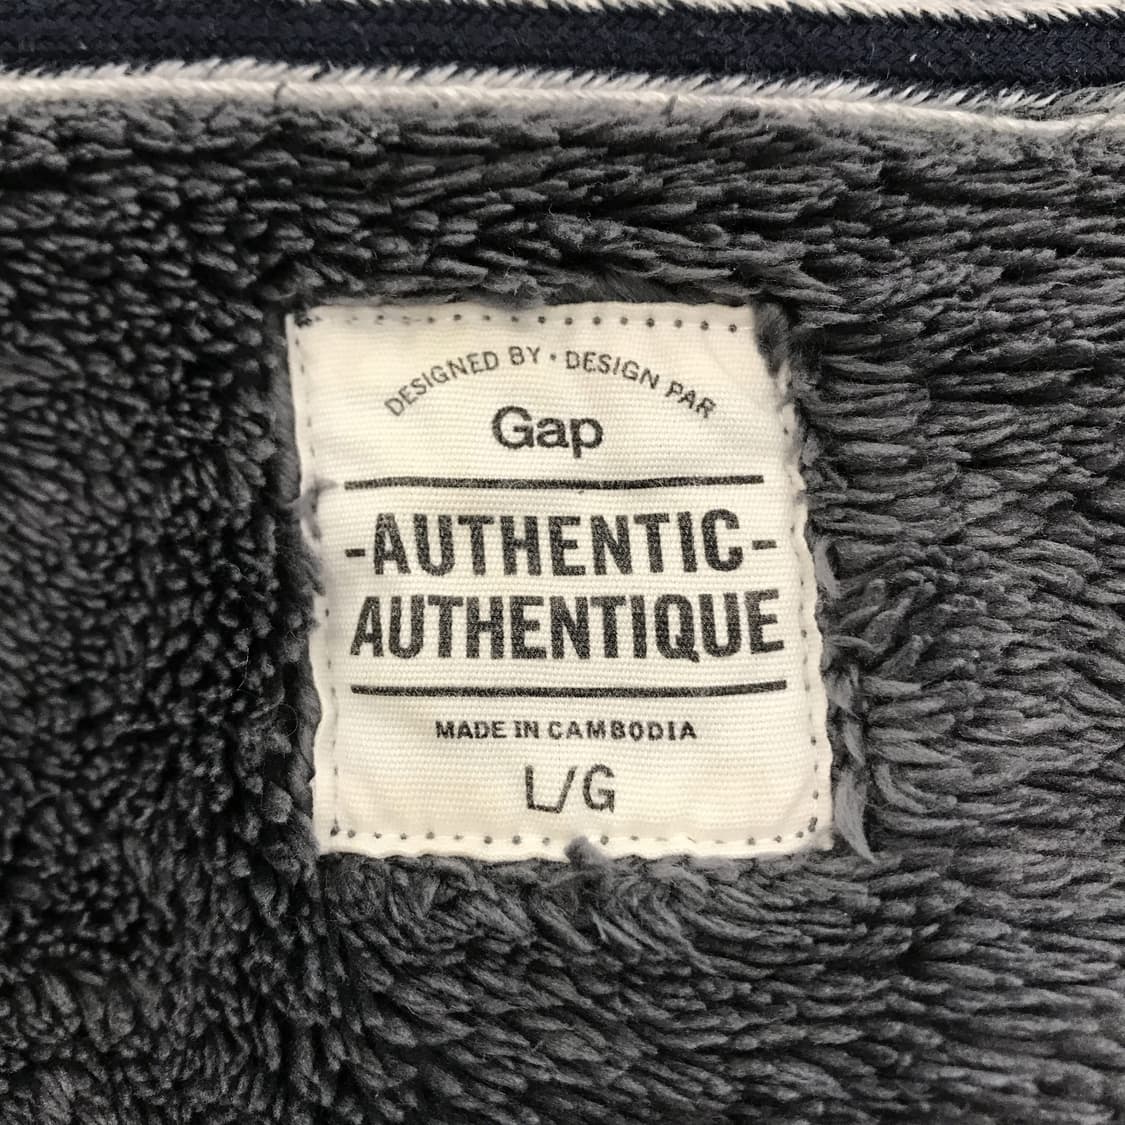 DESIGNED BY • DESIGN PAR
Gap
-AUTHENTIC-
AUTHENTIQUE
MADE IN CAMBODIA
L/G